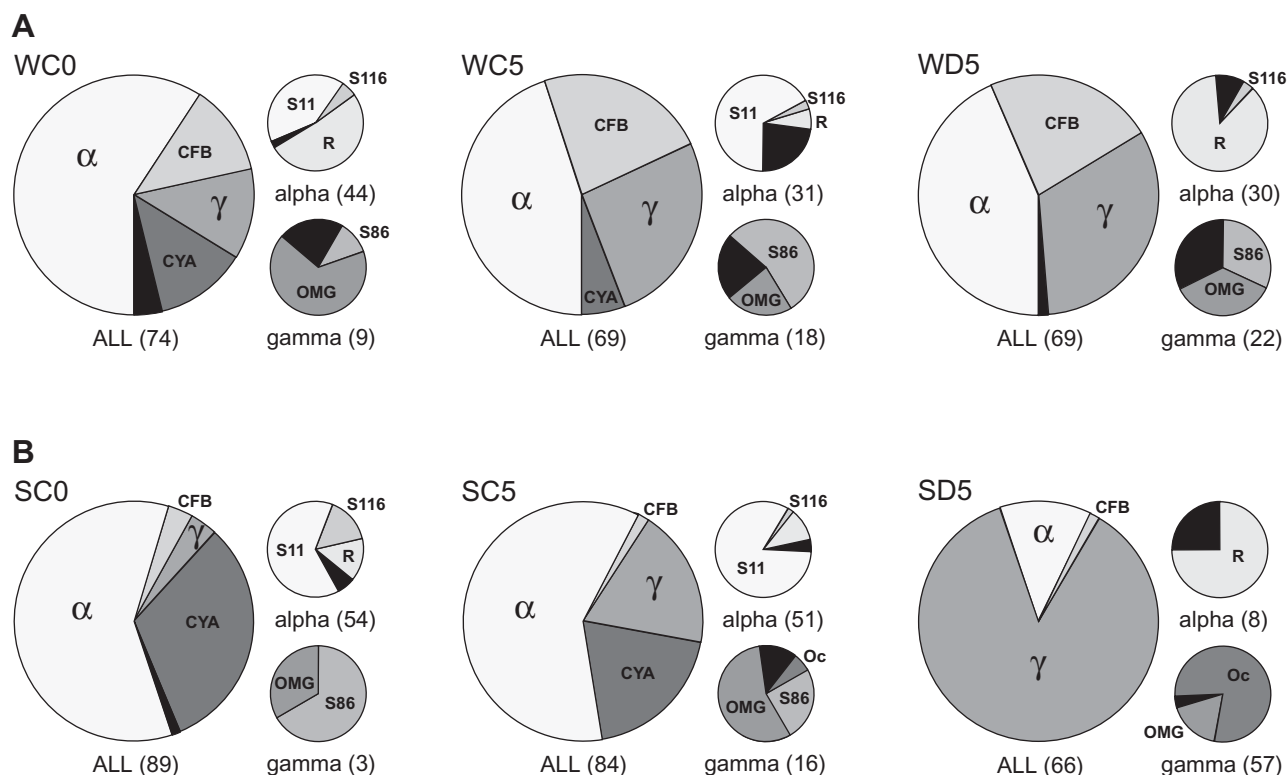 A
WC0
α
CFB
γ
CYA
ALL (74)
S11
S116
R
alpha (44)
S86
OMG
gamma (9)
WC5
α
CFB
γ
CYA
ALL (69)
S11
S116
R
alpha (31)
S86
OMG
gamma (18)
WD5
α
CFB
γ
ALL (69)
R
alpha (30)
S86
OMG
gamma (22)
B
SC0
α
CFB
γ
CYA
ALL (89)
S11
S116
R
alpha (54)
OMG
S86
gamma (3)
SC5
α
CFB
γ
CYA
ALL (84)
S116
S11
alpha (51)
Oc
OMG
S86
gamma (16)
SD5
α
CFB
γ
ALL (66)
R
alpha (8)
Oc
OMG
gamma (57)